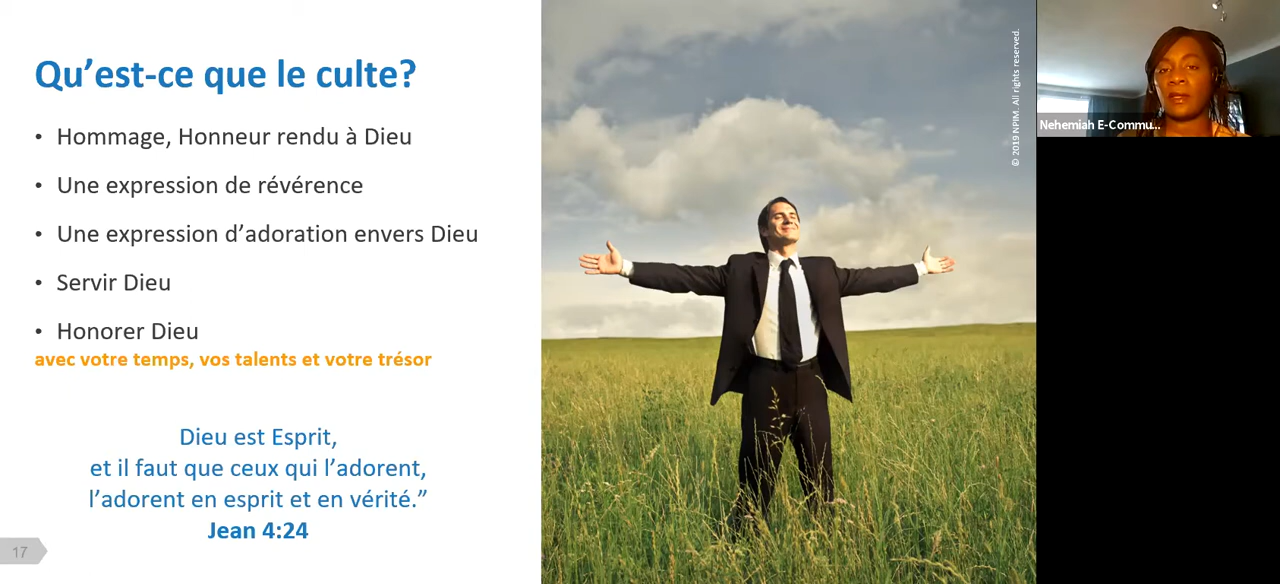 Qu’est-ce que le culte?
• Hommage, Honneur rendu à Dieu
• Une expression de révérence
• Une expression d’adoration envers Dieu
• Servir Dieu
• Honorer Dieu
avec votre temps, vos talents et votre trésor
Dieu est Esprit,
et il faut que ceux qui l’adorent,
l’adorent en esprit et en vérité.”
Jean 4:24
17
© 2019 NPIM. All rights reserved.
Nehemiah E-Commu...